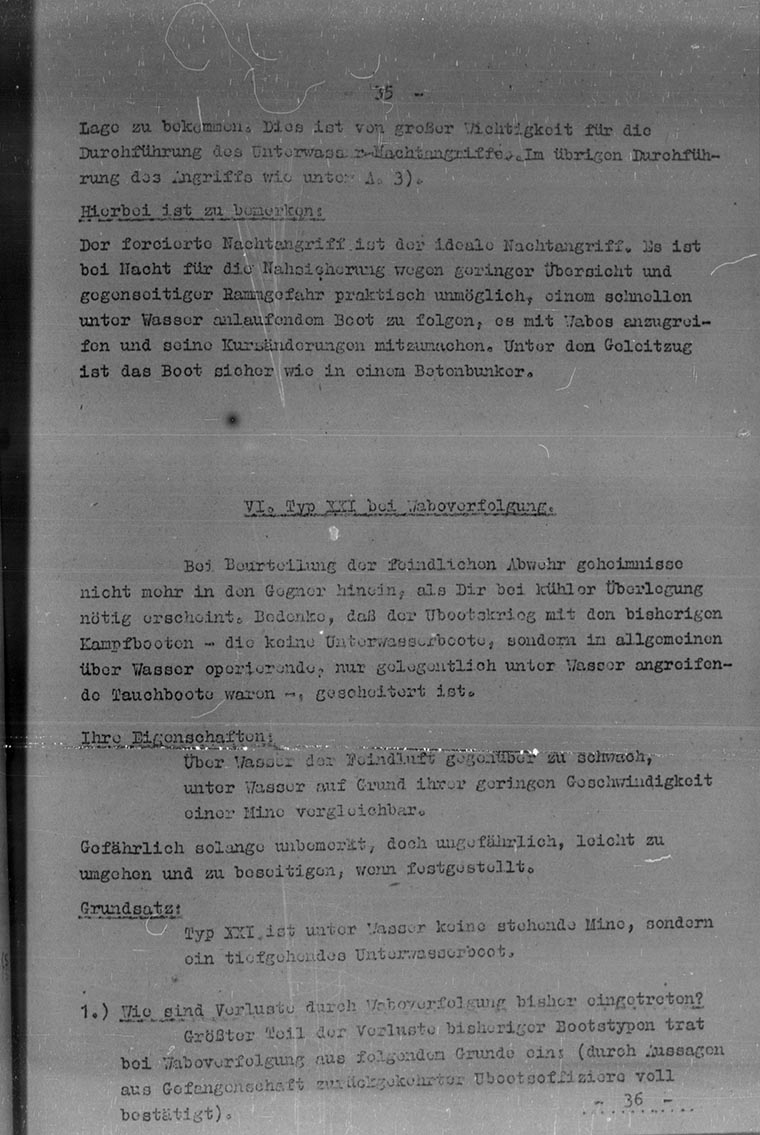 - 35 -
Lage zu bekommen. Dies ist von großer Wichtigkeit für die
Durchführung des Unterwasser-Nachtangriffs. Im übrigen Durchfüh-
rung des Angriffs wie unter A. 3).
Hierbei ist zu bemerken:
Der forcierte Nachtangriff ist der ideale Nachtangriff. Es ist
bei Nacht für die Nahsicherung wegen geringer Übersicht und
gegenseitiger Rammgefahr praktisch unmöglich, einem schnellen
unter Wasser anlaufendem Boot zu folgen, es mit Wabos anzugrei-
fen und seine Kursänderungen mitzumachen. Unter dem Geleitzug
ist das Boot sicher wie in einem Betonbunker.
VI. Typ XXI bei Waboverfolgung.
Bei Beurteilung der feindlichen Abwehr geheimnisse
nicht mehr in den Gegner hinein, als Dir bei kühler Überlegung
nötig erscheint. Bedenke, daß der Ubootskrieg mit den bisherigen
Kampfbooten - die keine Unterwasserboote, sondern in allgemeinen
über Wasser operierende, nur gelegentlich unter Wasser angreifen-
de Tauchboote waren -, gescheitert ist.
Ihre Eigenschaften:
Über Wasser der Feindluft gegenüber zu schwach,
unter Wasser auf Grund ihrer geringen Geschwindigkeit
einer Mine vergleichbar.
Gefährlich solange unbemerkt, doch ungefährlich, leicht zu
umgehen und zu beseitigen, wenn festgestellt.
Grundsatz:
Typ XXI ist unter Wasser keine stehende Mine, sondern
ein tiefgehendes Unterwasserboot.
1.) Wie sind Verluste durch Waboverfolgung bisher eingetreten?
Größter Teil der Verluste bisheriger Bootstypen trat
bei Waboverfolgung aus folgendem Grunde ein: (durch Aussagen
aus Gefangenschaft zurückgekehrter Ubootsoffiziere voll
bestätigt).
- 36 -